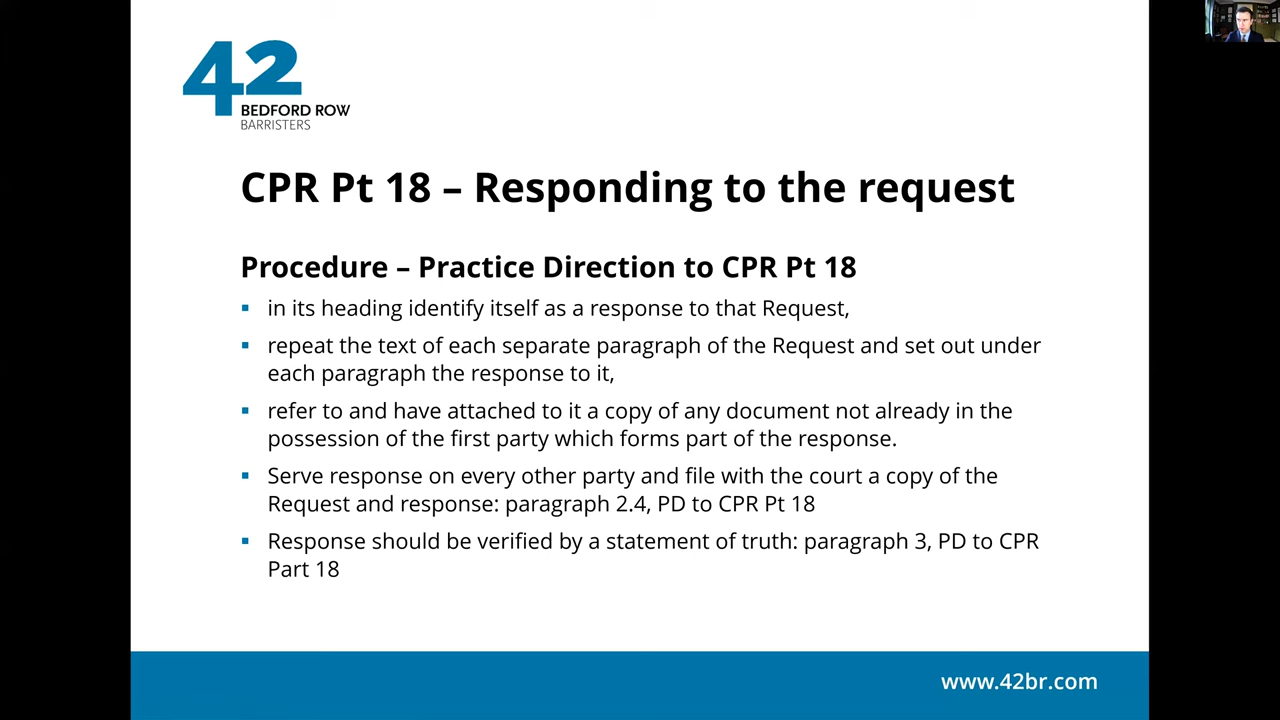 42
BEDFORD ROW
BARRISTERS
CPR Pt 18 – Responding to the request
Procedure – Practice Direction to CPR Pt 18
▪ in its heading identify itself as a response to that Request,
▪ repeat the text of each separate paragraph of the Request and set out under
each paragraph the response to it,
▪ refer to and have attached to it a copy of any document not already in the
possession of the first party which forms part of the response.
▪ Serve response on every other party and file with the court a copy of the
Request and response: paragraph 2.4, PD to CPR Pt 18
▪ Response should be verified by a statement of truth: paragraph 3, PD to CPR
Part 18
www.42br.com